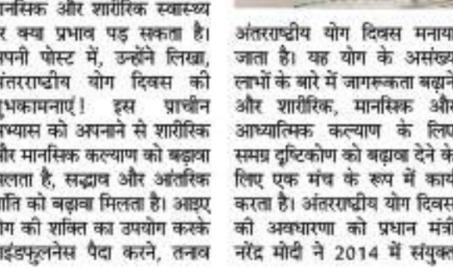 मानसिक और शारीरिक स्वास्थ्य
पर क्या प्रभाव पड़ सकता है।
अपनी पोस्ट में, उन्होंने लिखा,
अंतरराष्ट्रीय योग दिवस की
शुभकामनाएं! इस प्राचीन
अभ्यास को अपनाने से शारीरिक
और मानसिक कल्याण को बढ़ावा
मिलता है, सद्भाव और आंतरिक
शांति को बढ़ावा मिलता है। आइए
योग की शक्ति का उपयोग करके
माइंडफुलनेस पैदा करने, तनाव
अंतरराष्ट्रीय योग दिवस मनाया
जाता है। यह योग के असंख्य
लाभों के बारे में जागरूकता बढ़ाने
और शारीरिक, मानसिक और
आध्यात्मिक कल्याण के लिए
समग्र दृष्टिकोण को बढ़ावा देने के
लिए एक मंच के रूप में कार्य
करता है। अंतरराष्ट्रीय योग दिवस
की अवधारणा को प्रधान मंत्री
नरेंद्र मोदी ने 2014 में संयुक्त